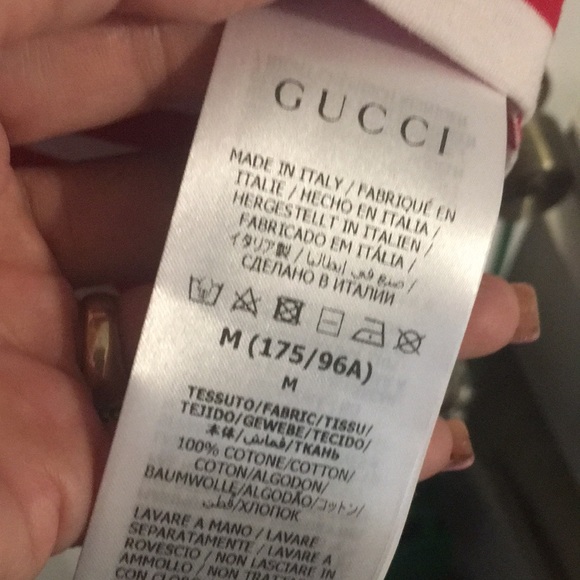 GUCCI
MADE IN ITALY / FABRIQUÉ EN
ITALIE / HECHO EN ITALIA /
HERGESTELLT IN ITALIEN /
FABRICADO EM ITÁLIA /
イタリア製 / صنع في ايطاليا /
СДЕЛАНО В ИТАЛИИ
M (175/96A)
M
TESSUTO/FABRIC/TISSU/
TEJIDO/GEWEBE/TECIDO/
本体/قماش/ТКАНЬ
100% COTONE/COTTON/
COTON/ALGODON/
BAUMWOLLE/ALGODÃO/コットン/
قطن/ХЛОПОК
LAVARE A MANO / LAVARE
SEPARATAMENTE / LAVARE A
ROVESCIO / NON LASCIARE IN
AMMOLLO / NON TRATTARE
CON